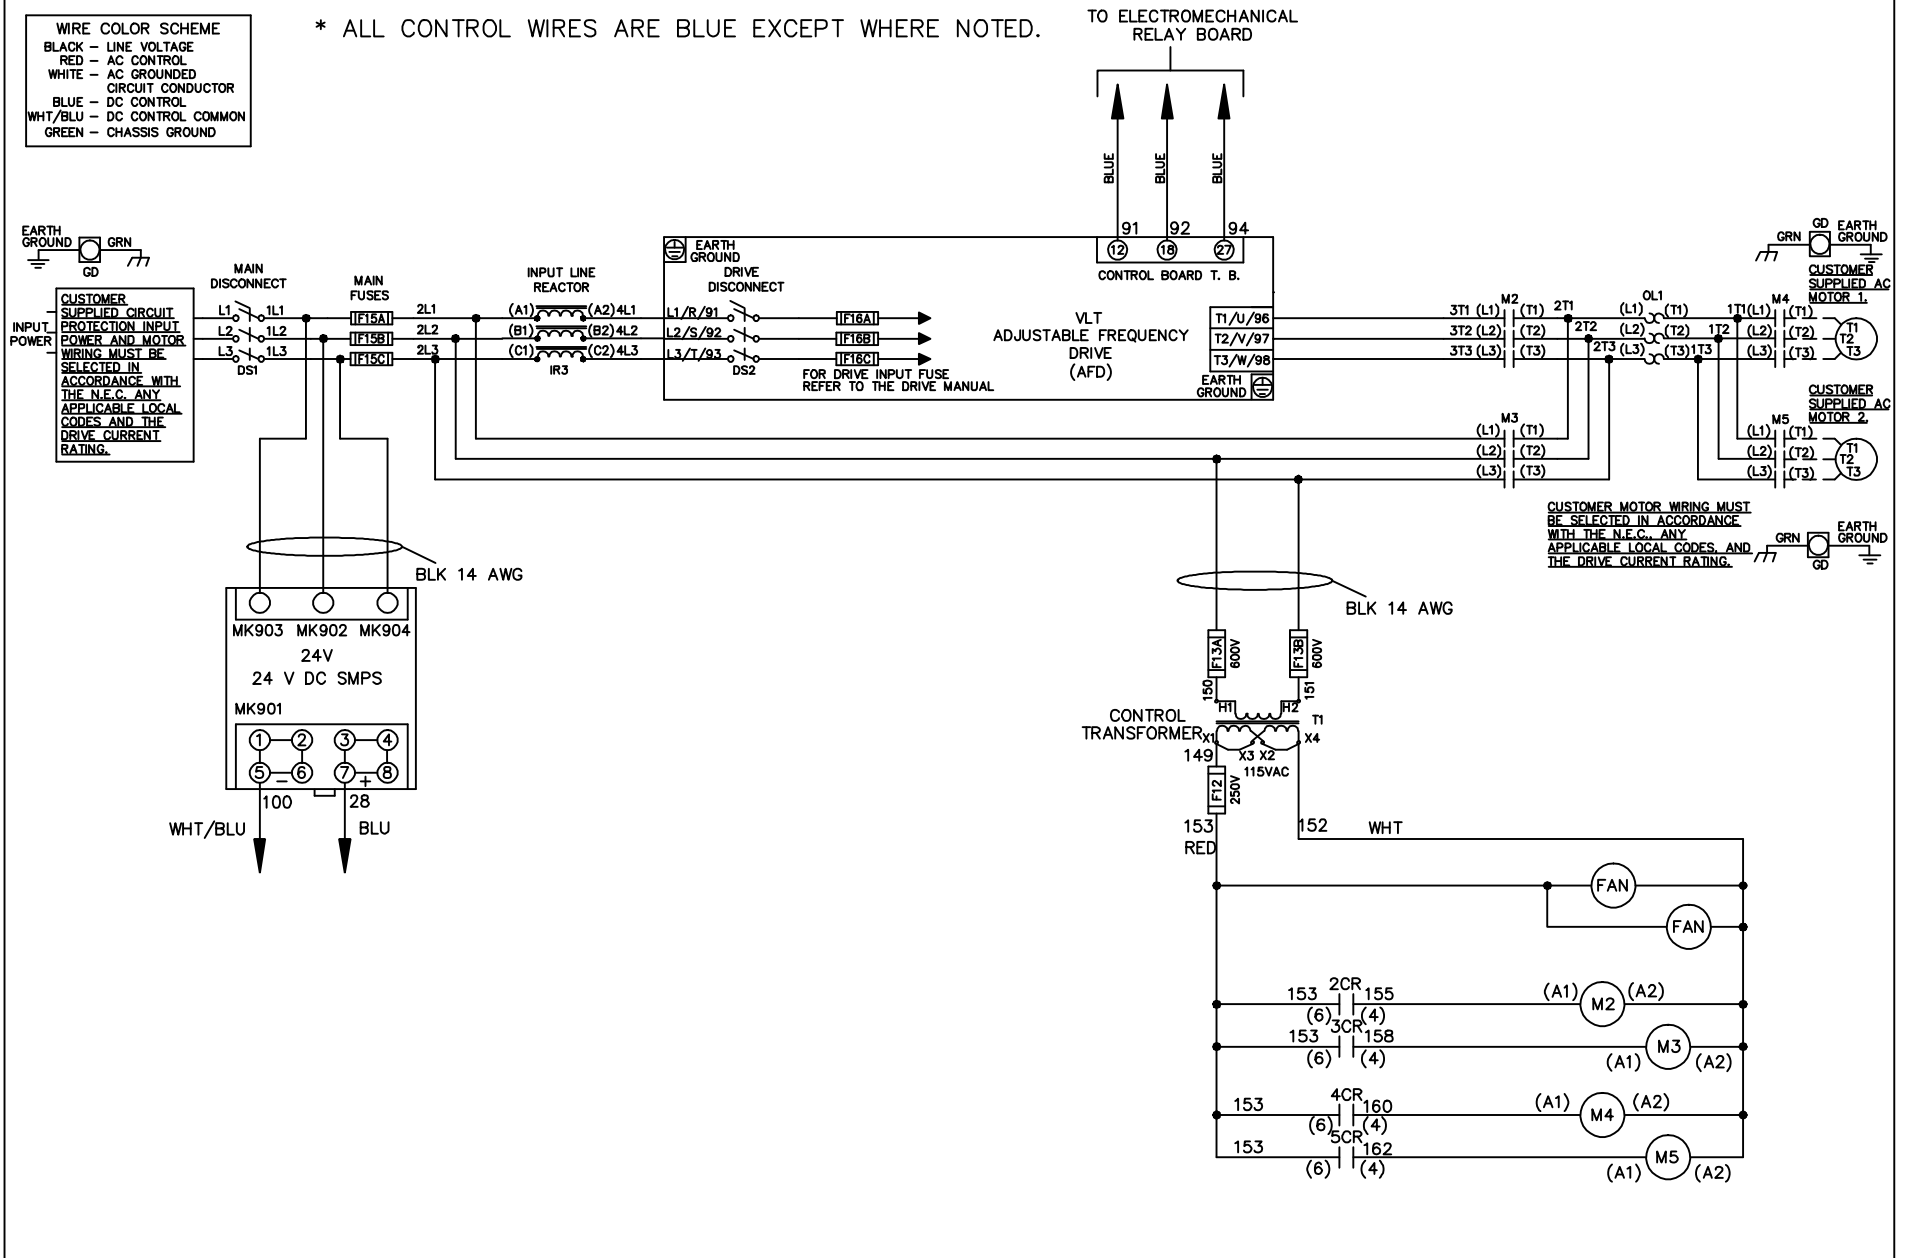 WIRE COLOR SCHEME
BLACK – LINE VOLTAGE
RED – AC CONTROL
WHITE – AC GROUNDED
CIRCUIT CONDUCTOR
BLUE – DC CONTROL
WHT/BLU – DC CONTROL COMMON
GREEN – CHASSIS GROUND
* ALL CONTROL WIRES ARE BLUE EXCEPT WHERE NOTED.
TO ELECTROMECHANICAL
RELAY BOARD
BLUE
BLUE
BLUE
91 92 94
12 18 27
CONTROL BOARD T. B.
EARTH
GROUND
GRN
GD
INPUT
POWER
CUSTOMER
SUPPLIED CIRCUIT
PROTECTION INPUT
POWER AND MOTOR
WIRING MUST BE
SELECTED IN
ACCORDANCE WITH
THE N.E.C. ANY
APPLICABLE LOCAL
CODES AND THE
DRIVE CURRENT
RATING.
MAIN
DISCONNECT
L1 1L1
L2 1L2
L3 1L3
DS1
MAIN
FUSES
F15A
F15B
F15C
2L1
2L2
2L3
INPUT LINE
REACTOR
(A1) (A2) 4L1
(B1) (B2) 4L2
(C1) (C2) 4L3
IR3
EARTH
GROUND
DRIVE
DISCONNECT
L1/R/91
L2/S/92
L3/T/93
DS2
F16A
F16B
F16C
FOR DRIVE INPUT FUSE
REFER TO THE DRIVE MANUAL
VLT
ADJUSTABLE FREQUENCY
DRIVE
(AFD)
T1/U/96
T2/V/97
T3/W/98
EARTH
GROUND
M2
3T1 (L1) (T1) 2T1
3T2 (L2) (T2) 2T2
3T3 (L3) (T3) 2T3
OL1
(L1) (T1) 1T1
(L2) (T2) 1T2
(L3) (T3) 1T3
M4
(L1) (T1)
(L2) (T2)
(L3) (T3)
GD
GRN
EARTH
GROUND
CUSTOMER
SUPPLIED AC
MOTOR 1.
T1
T2
T3
M3
(L1) (T1)
(L2) (T2)
(L3) (T3)
CUSTOMER
SUPPLIED AC
MOTOR 2.
M5
(L1) (T1)
(L2) (T2)
(L3) (T3)
T1
T2
T3
CUSTOMER MOTOR WIRING MUST
BE SELECTED IN ACCORDANCE
WITH THE N.E.C., ANY
APPLICABLE LOCAL CODES, AND
THE DRIVE CURRENT RATING.
GRN
EARTH
GROUND
GD
BLK 14 AWG
MK903 MK902 MK904
24V
24 V DC SMPS
MK901
1 2 3 4
5 6 7 8
– +
100 28
WHT/BLU BLU
BLK 14 AWG
F13A
600V
F13B
600V
150
151
H1 H2
T1
CONTROL
TRANSFORMER
X1 X3 X2 X4
115VAC
149
F12
250V
153
RED
152 WHT
FAN
FAN
2CR
153 155
(6) (4)
(A1) M2 (A2)
3CR
153 158
(6) (4)
(A1) M3 (A2)
4CR
153 160
(6) (4)
(A1) M4 (A2)
5CR
153 162
(6) (4)
(A1) M5 (A2)